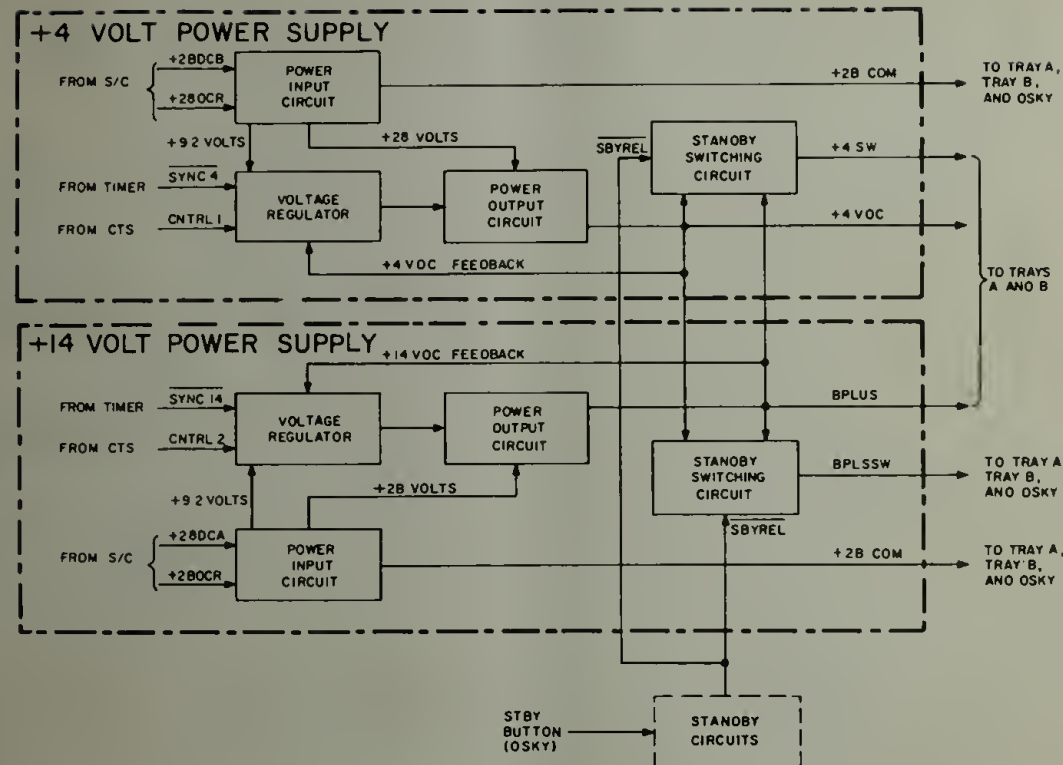 +4 VOLT POWER SUPPLY
FROM S/C
+28DCB
+28DCR
POWER
INPUT
CIRCUIT
+28 COM
TO TRAY A,
TRAY B,
AND DSKY
+9.2 VOLTS
+28 VOLTS
SBYREL
STANDBY
SWITCHING
CIRCUIT
+4 SW
FROM TIMER
SYNC 4
FROM CTS
CNTRL 1
VOLTAGE
REGULATOR
POWER
OUTPUT
CIRCUIT
+4 VDC
+4 VDC FEEDBACK
TO TRAYS
A AND B
+14 VOLT POWER SUPPLY
+14 VDC FEEDBACK
FROM TIMER
SYNC 14
FROM CTS
CNTRL 2
VOLTAGE
REGULATOR
POWER
OUTPUT
CIRCUIT
BPLUS
STANDBY
SWITCHING
CIRCUIT
BPLSSW
TO TRAY A
TRAY B,
AND DSKY
+9.2 VOLTS
+28 VOLTS
SBYREL
FROM S/C
+28DCA
+28DCR
POWER
INPUT
CIRCUIT
+28 COM
TO TRAY A,
TRAY B,
AND DSKY
STBY
BUTTON
(DSKY)
STANDBY
CIRCUITS